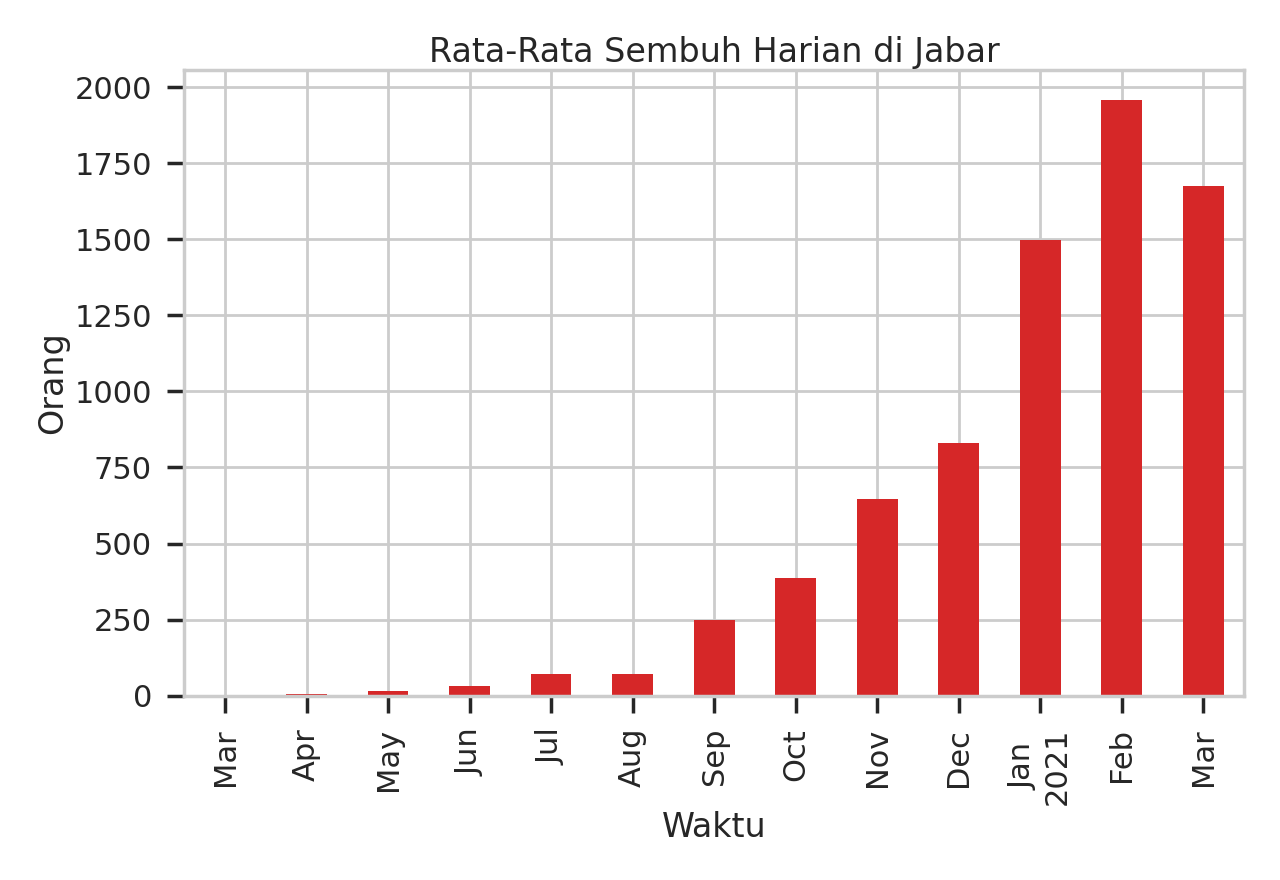 Rata-Rata Sembuh Harian di Jabar
2000
1750
1500
1250
1000
750
500
250
0
Orang
Mar
Apr
May
Jun
Jul
Aug
Sep
Oct
Nov
Dec
Jan
2021
Feb
Mar
Waktu